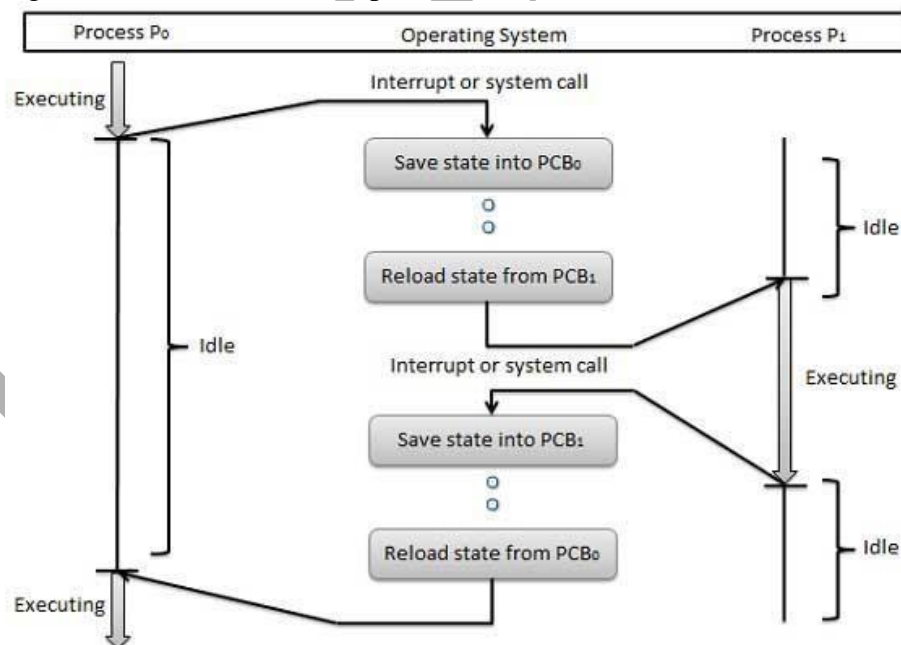 Process P₀ Operating System Process P₁
Interrupt or system call
Executing
Save state into PCB₀
Idle
Reload state from PCB₁
Idle
Interrupt or system call
Executing
Save state into PCB₁
Idle
Reload state from PCB₀
Executing